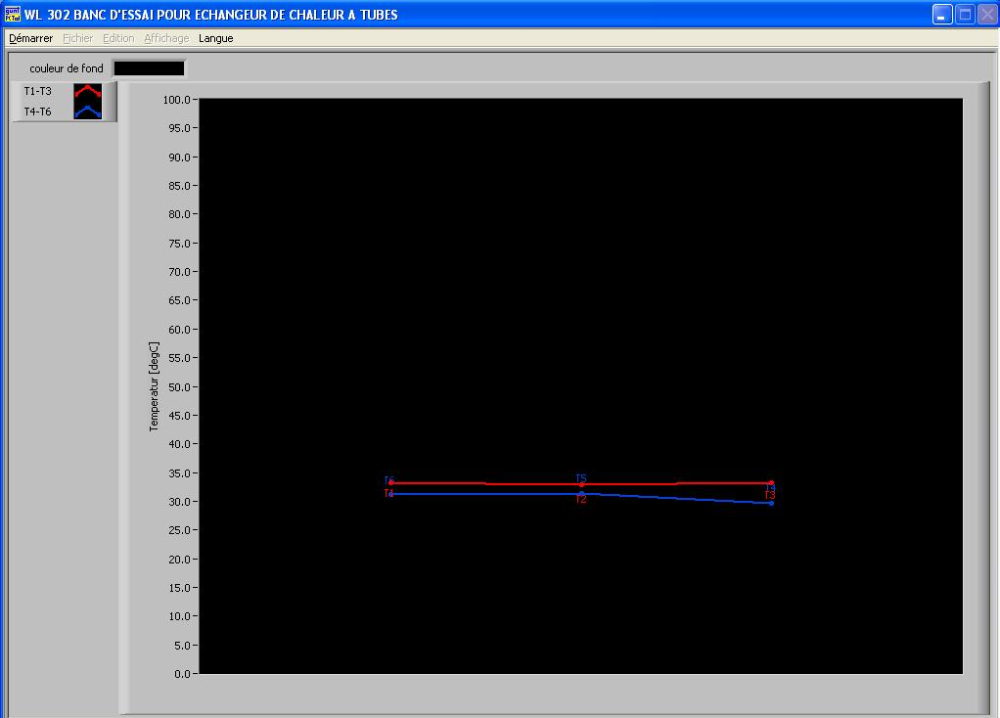 WL 302 BANC D'ESSAI POUR ECHANGEUR DE CHALEUR A TUBES
Démarrer Fichier Edition Affichage Langue
couleur de fond
T1-T3
T4-T6
100.0
95.0
90.0
85.0
80.0
75.0
70.0
65.0
60.0
55.0
50.0
45.0
40.0
35.0
30.0
25.0
20.0
15.0
10.0
5.0
0.0
Temperatur [degC]
T6
T5
T4
T1
T2
T3